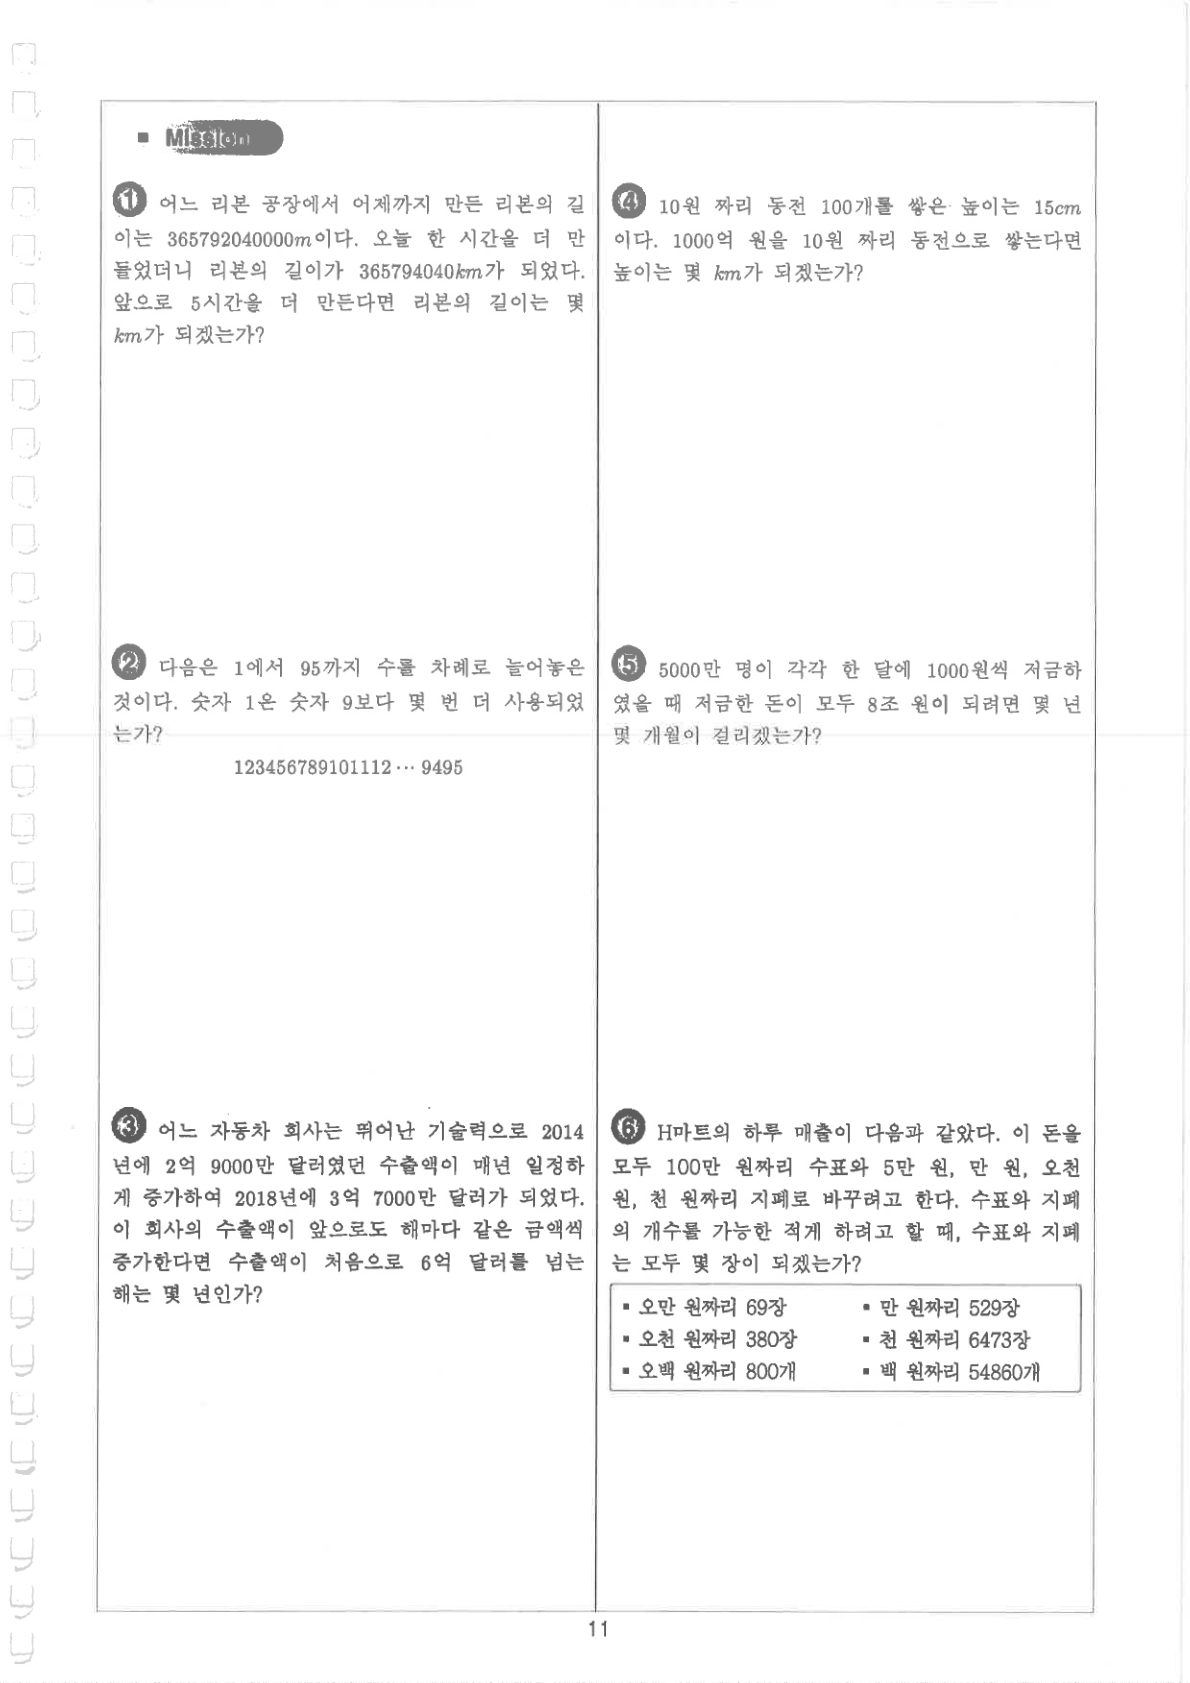 ▪ Mission
1 어느 리본 공장에서 어제까지 만든 리본의 길
이는 365792040000m이다. 오늘 한 시간을 더 만
들었더니 리본의 길이가 365794040km가 되었다.
앞으로 5시간을 더 만든다면 리본의 길이는 몇
km가 되겠는가?
2 다음은 1에서 95까지 수를 차례로 늘어놓은
것이다. 숫자 1은 숫자 9보다 몇 번 더 사용되었
는가?
123456789101112 ··· 9495
3 어느 자동차 회사는 뛰어난 기술력으로 2014
년에 2억 9000만 달러였던 수출액이 매년 일정하
게 증가하여 2018년에 3억 7000만 달러가 되었다.
이 회사의 수출액이 앞으로도 해마다 같은 금액씩
증가한다면 수출액이 처음으로 6억 달러를 넘는
해는 몇 년인가?
4 10원 짜리 동전 100개를 쌓은 높이는 15cm
이다. 1000억 원을 10원 짜리 동전으로 쌓는다면
높이는 몇 km가 되겠는가?
5 5000만 명이 각각 한 달에 1000원씩 저금하
였을 때 저금한 돈이 모두 8조 원이 되려면 몇 년
몇 개월이 걸리겠는가?
6 H마트의 하루 매출이 다음과 같았다. 이 돈을
모두 100만 원짜리 수표와 5만 원, 만 원, 오천
원, 천 원짜리 지폐로 바꾸려고 한다. 수표와 지폐
의 개수를 가능한 적게 하려고 할 때, 수표와 지폐
는 모두 몇 장이 되겠는가?
▪ 오만 원짜리 69장 ▪ 만 원짜리 529장
▪ 오천 원짜리 380장 ▪ 천 원짜리 6473장
▪ 오백 원짜리 800개 ▪ 백 원짜리 54860개
11